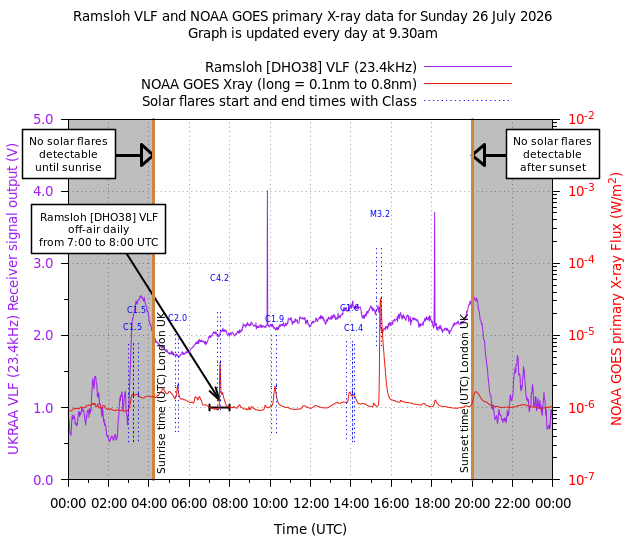 Ramsloh VLF and NOAA GOES primary X-ray data for Sunday 26 July 2026
Graph is updated every day at 9.30am
Ramsloh [DHO38] VLF (23.4kHz)
NOAA GOES Xray (long = 0.1nm to 0.8nm)
Solar flares start and end times with Class
5.0
4.0
3.0
2.0
1.0
0.0
UKRAA VLF (23.4kHz) Receiver signal output (V)
10-2
10-3
10-4
10-5
10-6
10-7
NOAA GOES primary X-ray Flux (W/m2)
No solar flares
detectable
until sunrise
No solar flares
detectable
after sunset
Ramsloh [DHO38] VLF
off-air daily
from 7:00 to 8:00 UTC
M3.2
C4.2
C1.5
C2.0
C1.9
C1.5
C1.4
Sunrise time (UTC) London UK
Sunset time (UTC) London UK
00:00 02:00 04:00 06:00 08:00 10:00 12:00 14:00 16:00 18:00 20:00 22:00 00:00
Time (UTC)